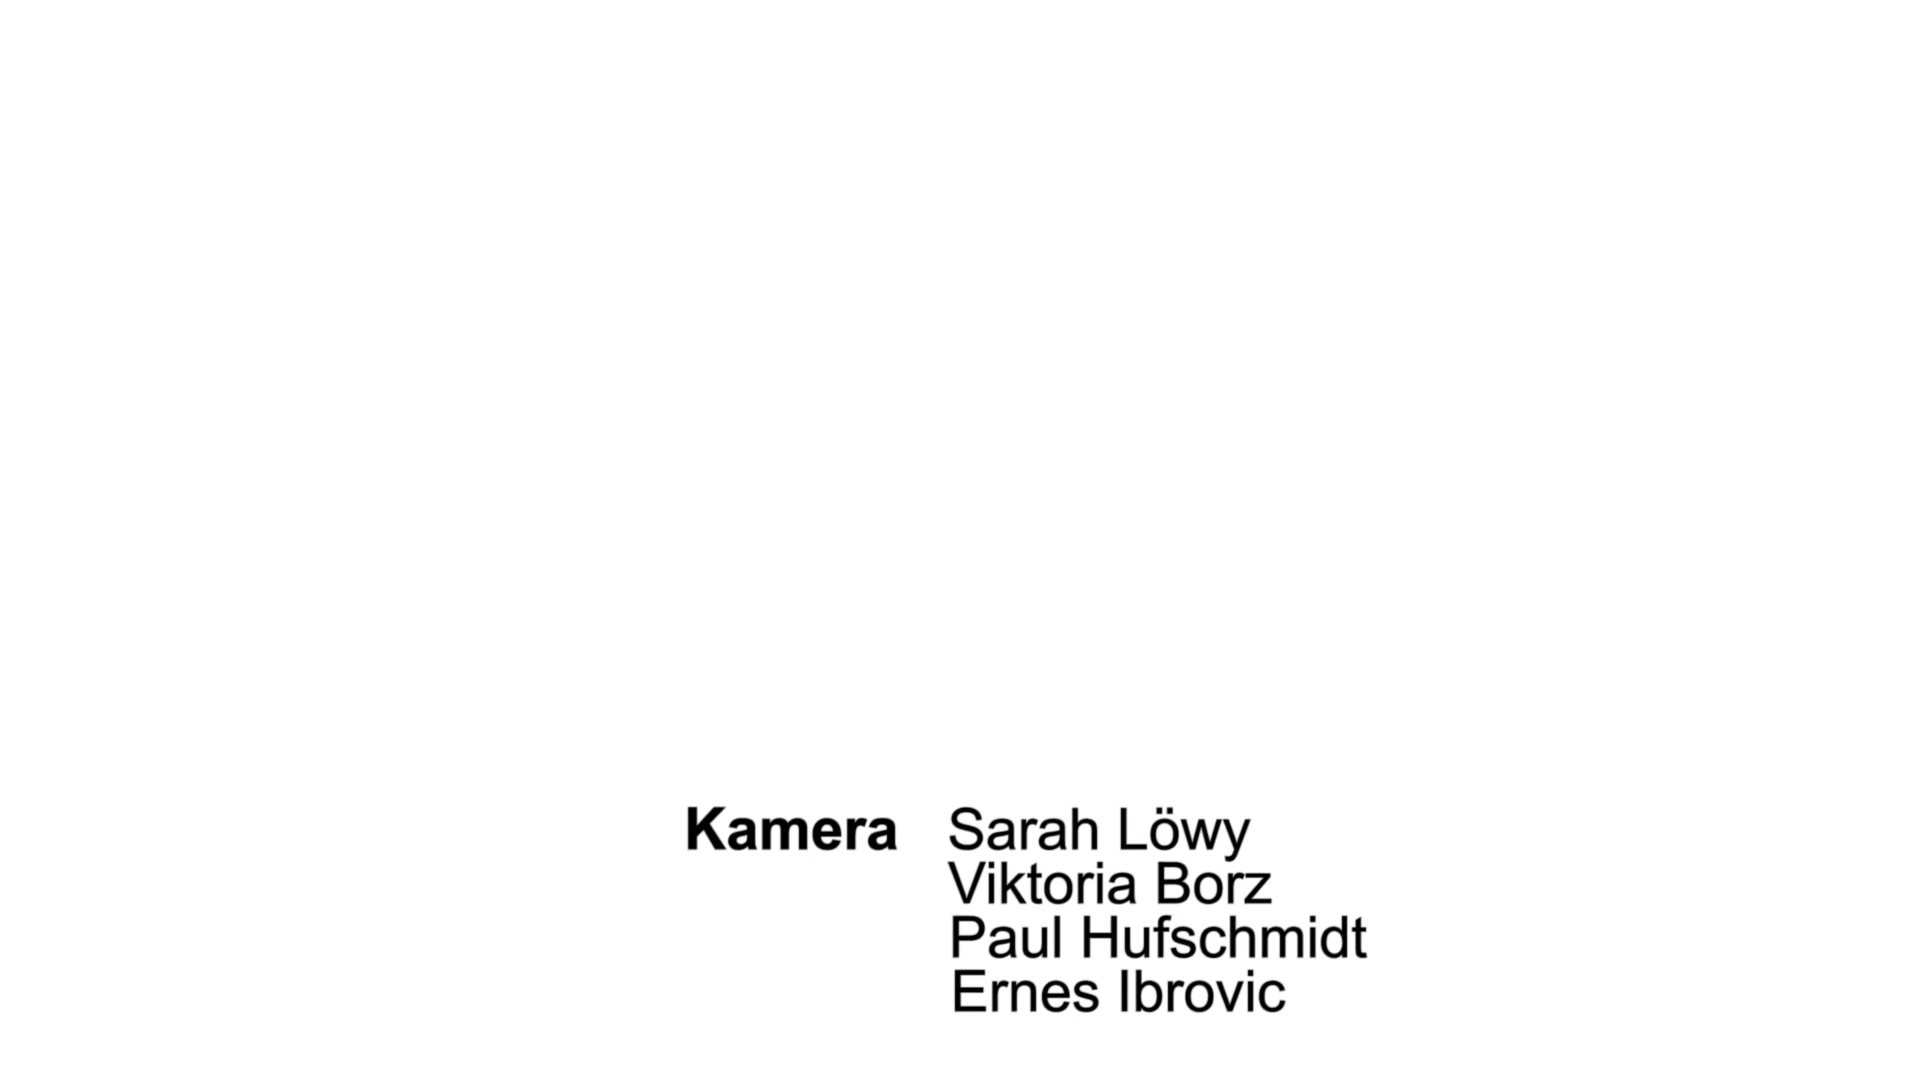 Kamera Sarah Löwy
Viktoria Borz
Paul Hufschmidt
Ernes Ibrovic